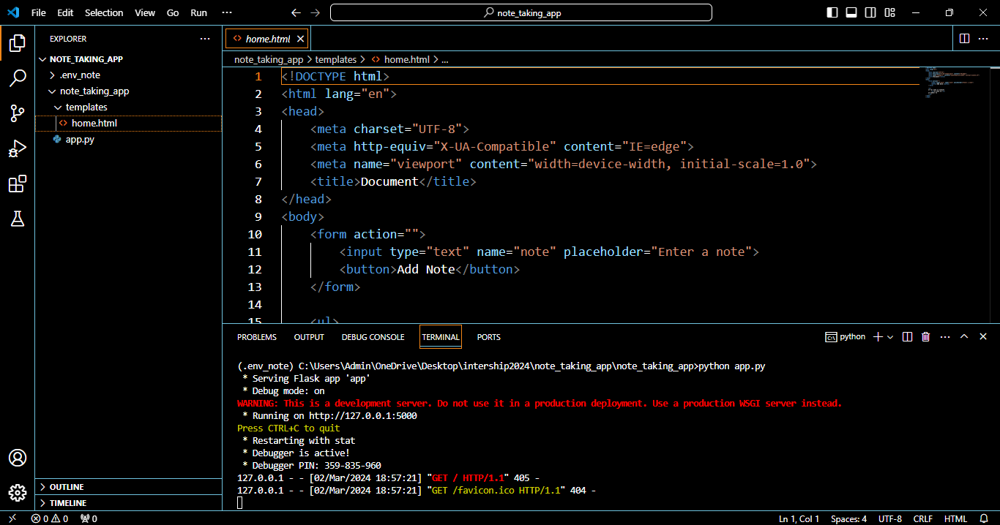 File Edit Selection View Go Run ··· note_taking_app
EXPLORER ···
NOTE_TAKING_APP
.env_note
note_taking_app
templates
home.html
app.py
OUTLINE
TIMELINE
home.html
note_taking_app > templates > home.html > ...
1 <!DOCTYPE html>
2 <html lang="en">
3 <head>
4 <meta charset="UTF-8">
5 <meta http-equiv="X-UA-Compatible" content="IE=edge">
6 <meta name="viewport" content="width=device-width, initial-scale=1.0">
7 <title>Document</title>
8 </head>
9 <body>
10 <form action="">
11 <input type="text" name="note" placeholder="Enter a note">
12 <button>Add Note</button>
13 </form>
14
15 <ul>
PROBLEMS OUTPUT DEBUG CONSOLE TERMINAL PORTS python
(.env_note) C:\Users\Admin\OneDrive\Desktop\intership2024\note_taking_app\note_taking_app>python app.py
* Serving Flask app 'app'
* Debug mode: on
WARNING: This is a development server. Do not use it in a production deployment. Use a production WSGI server instead.
* Running on http://127.0.0.1:5000
Press CTRL+C to quit
* Restarting with stat
* Debugger is active!
* Debugger PIN: 359-835-960
127.0.0.1 - - [02/Mar/2024 18:57:21] "GET / HTTP/1.1" 405 -
127.0.0.1 - - [02/Mar/2024 18:57:21] "GET /favicon.ico HTTP/1.1" 404 -
0 0 0 Ln 1, Col 1 Spaces: 4 UTF-8 CRLF HTML